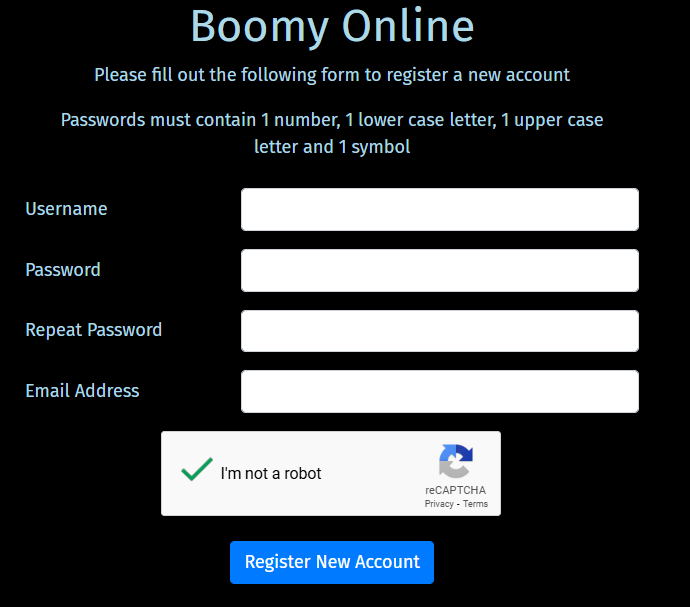 Boomy Online
Please fill out the following form to register a new account
Passwords must contain 1 number, 1 lower case letter, 1 upper case
letter and 1 symbol
Username
Password
Repeat Password
Email Address
I'm not a robot
reCAPTCHA
Privacy - Terms
Register New Account